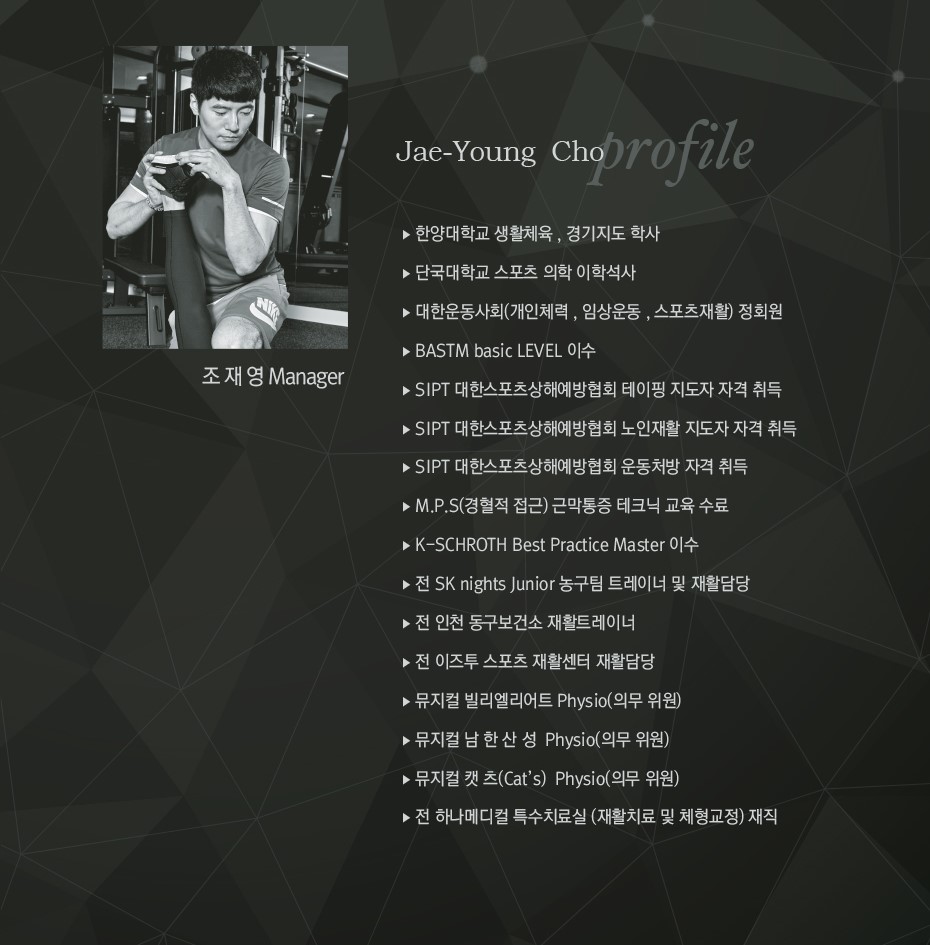 NIKE
조 재 영 Manager
Jae-Young Cho profile
▶ 한양대학교 생활체육 , 경기지도 학사
▶ 단국대학교 스포츠 의학 이학석사
▶ 대한운동사회(개인체력 , 임상운동 , 스포츠재활) 정회원
▶ BASTM basic LEVEL 이수
▶ SIPT 대한스포츠상해예방협회 테이핑 지도자 자격 취득
▶ SIPT 대한스포츠상해예방협회 노인재활 지도자 자격 취득
▶ SIPT 대한스포츠상해예방협회 운동처방 자격 취득
▶ M.P.S(경혈적 접근) 근막통증 테크닉 교육 수료
▶ K-SCHROTH Best Practice Master 이수
▶ 전 SK nights Junior 농구팀 트레이너 및 재활담당
▶ 전 인천 동구보건소 재활트레이너
▶ 전 이즈투 스포츠 재활센터 재활담당
▶ 뮤지컬 빌리엘리어트 Physio(의무 위원)
▶ 뮤지컬 남 한 산 성 Physio(의무 위원)
▶ 뮤지컬 캣 츠(Cat's) Physio(의무 위원)
▶ 전 하나메디컬 특수치료실 (재활치료 및 체형교정) 재직